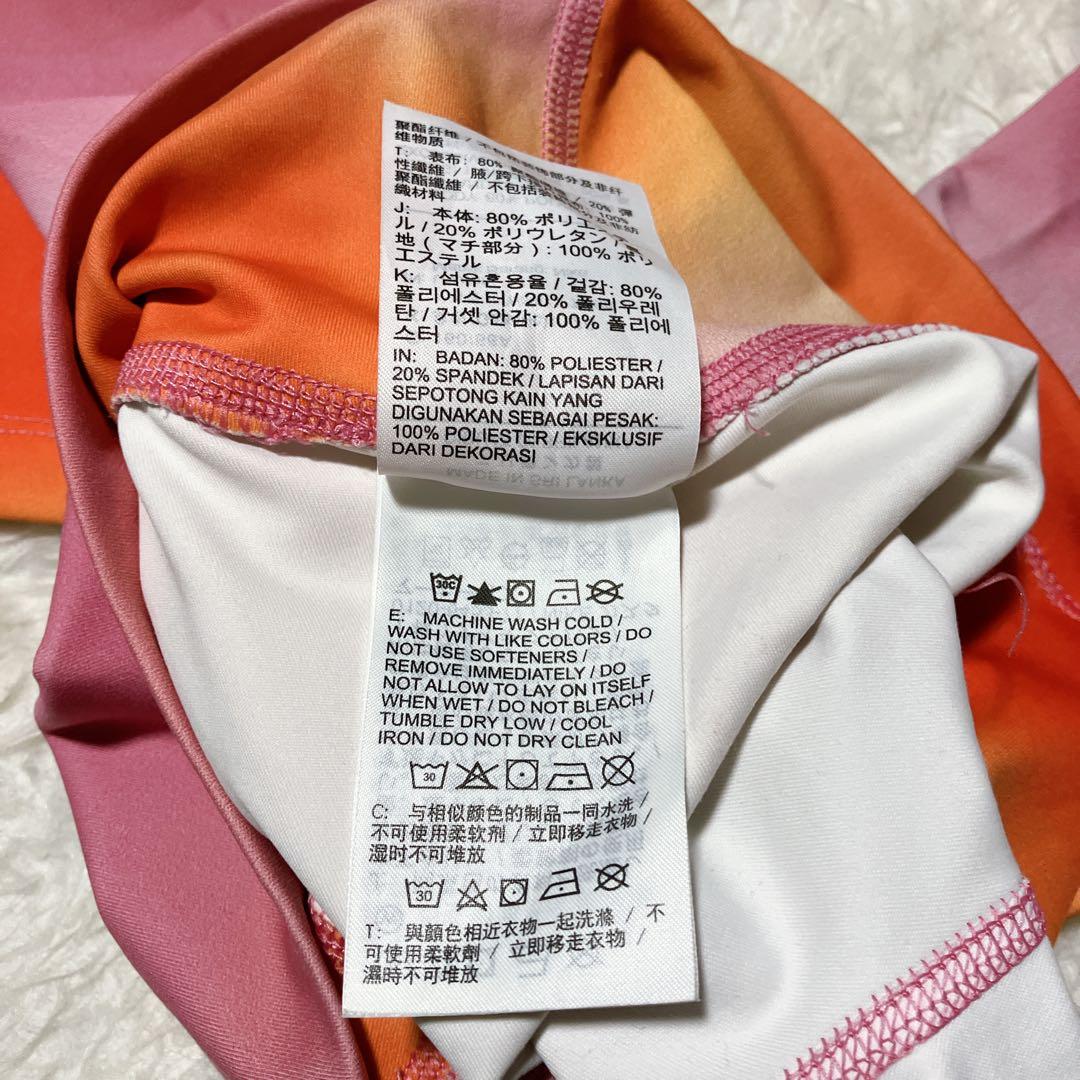 聚酯纤维 / 不包括装饰部分及非纤
维物质
T: 表布: 80% / 20% 彈
性纖維 / 腋/跨下 100%
聚酯纖維 / 不包括 及非紡
織材料
J: 本体: 80% ポリエステ
ル / 20% ポリウレタン /
地 ( マチ部分 ) : 100% ポリ
エステル
K: 섬유혼용율 / 겉감: 80%
폴리에스터 / 20% 폴리우레
탄 / 거셋 안감: 100% 폴리에
스터
IN: BADAN: 80% POLIESTER /
20% SPANDEK / LAPISAN DARI
SEPOTONG KAIN YANG
DIGUNAKAN SEBAGAI PESAK:
100% POLIESTER / EKSKLUSIF
DARI DEKORASI
MADE IN SRI LANKA
30C
E: MACHINE WASH COLD /
WASH WITH LIKE COLORS / DO
NOT USE SOFTENERS /
REMOVE IMMEDIATELY / DO
NOT ALLOW TO LAY ON ITSELF
WHEN WET / DO NOT BLEACH /
TUMBLE DRY LOW / COOL
IRON / DO NOT DRY CLEAN
30
C: 与相似颜色的制品一同水洗 /
不可使用柔软剂 / 立即移走衣物 /
湿时不可堆放
30
T: 與顏色相近衣物一起洗滌 / 不
可使用柔軟劑 / 立即移走衣物 /
濕時不可堆放